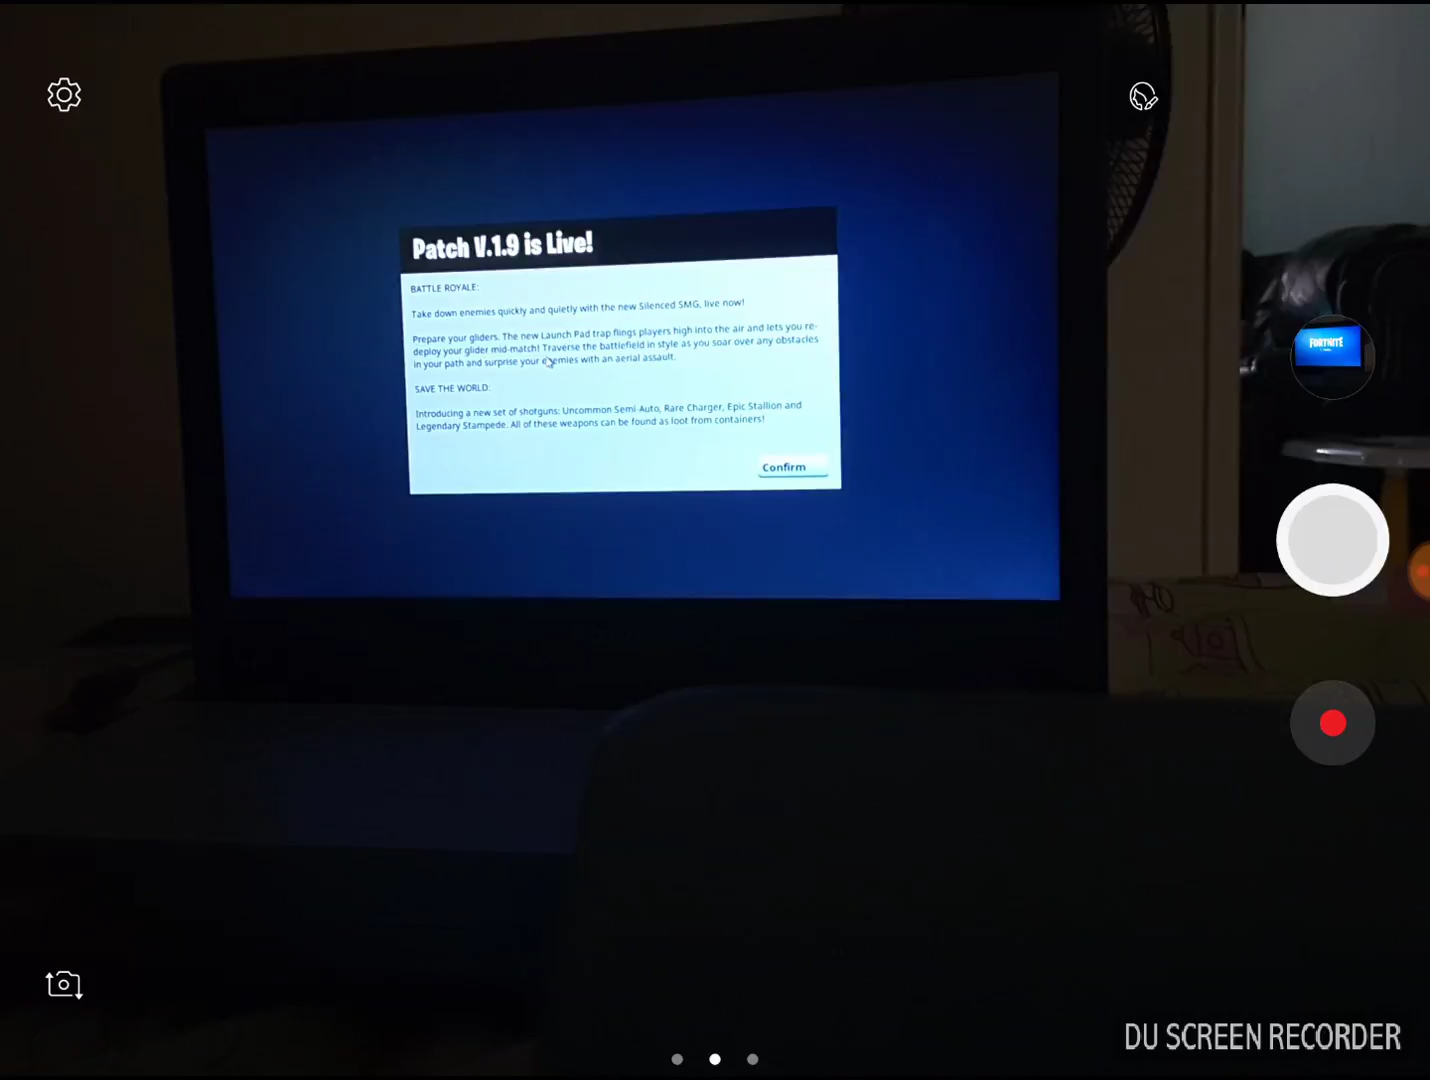 Patch V.1.9 is Live!
BATTLE ROYALE:
Take down enemies quickly and quietly with the new Silenced SMG, live now!
Prepare your gliders. The new Launch Pad trap flings players high into the air and lets you re-
deploy your glider mid-match! Traverse the battlefield in style as you soar over any obstacles
in your path and surprise your enemies with an aerial assault.
SAVE THE WORLD:
Introducing a new set of shotguns: Uncommon Semi-Auto, Rare Charger, Epic Stallion and
Legendary Stampede. All of these weapons can be found as loot from containers!
Confirm
FORTNITE
DU SCREEN RECORDER